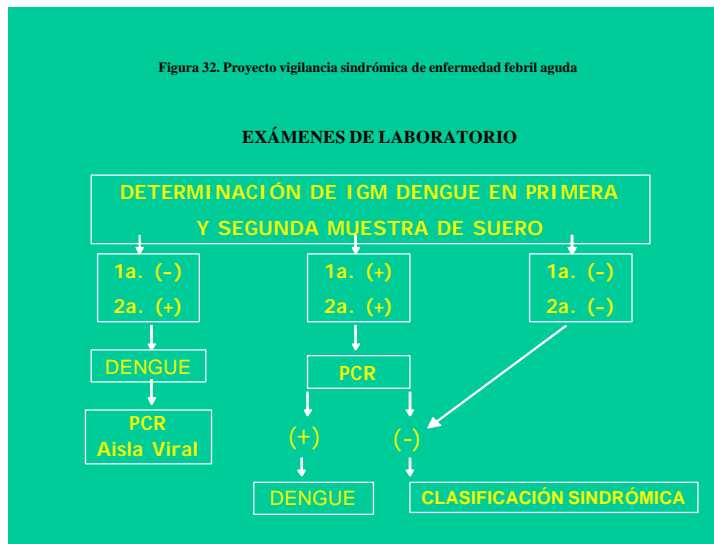 Figura 32. Proyecto vigilancia sindrómica de enfermedad febril aguda
EXÁMENES DE LABORATORIO
DETERMINACIÓN DE IGM DENGUE EN PRIMERA
Y SEGUNDA MUESTRA DE SUERO
1a. (-)
2a. (+)
1a. (+)
2a. (+)
1a. (-)
2a. (-)
DENGUE
PCR
PCR
Aisla Viral
(+)
(-)
DENGUE
CLASIFICACIÓN SINDRÓMICA